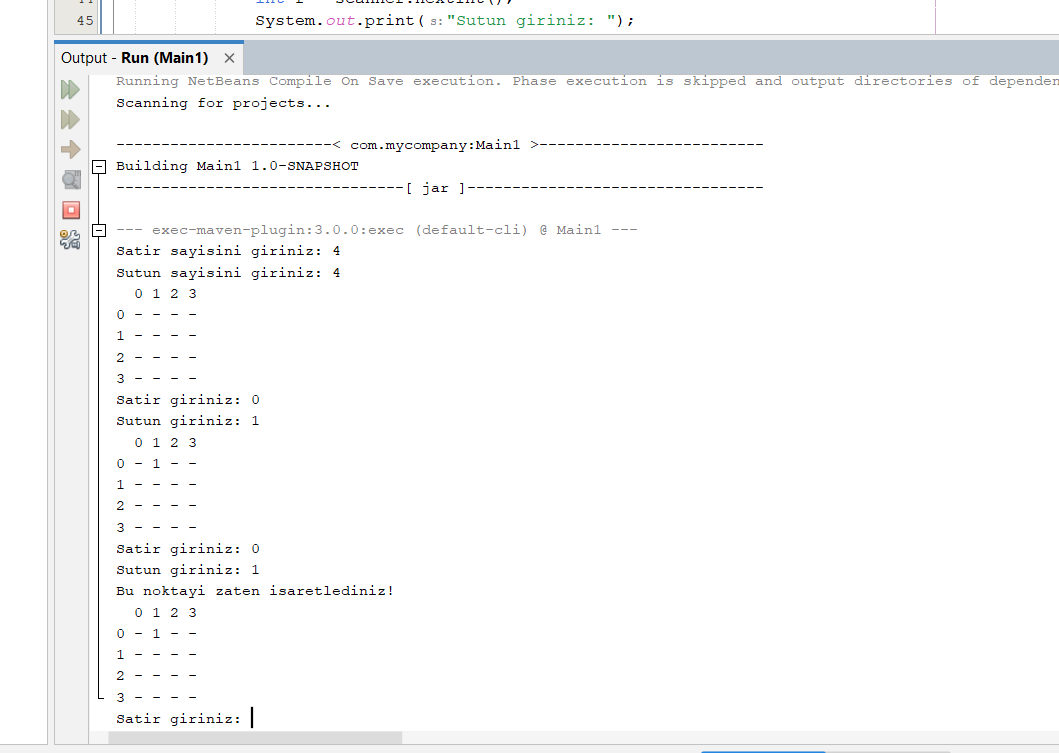 45 System.out.print( s: "Sutun giriniz: ");
Output - Run (Main1) ×
Running NetBeans Compile On Save execution. Phase execution is skipped and output directories of dependen
Scanning for projects...
------------------------< com.mycompany:Main1 >-------------------------
Building Main1 1.0-SNAPSHOT
--------------------------------[ jar ]---------------------------------
--- exec-maven-plugin:3.0.0:exec (default-cli) @ Main1 ---
Satir sayisini giriniz: 4
Sutun sayisini giriniz: 4
  0 1 2 3
0 - - - -
1 - - - -
2 - - - -
3 - - - -
Satir giriniz: 0
Sutun giriniz: 1
  0 1 2 3
0 - 1 - -
1 - - - -
2 - - - -
3 - - - -
Satir giriniz: 0
Sutun giriniz: 1
Bu noktayi zaten isaretlediniz!
  0 1 2 3
0 - 1 - -
1 - - - -
2 - - - -
3 - - - -
Satir giriniz: